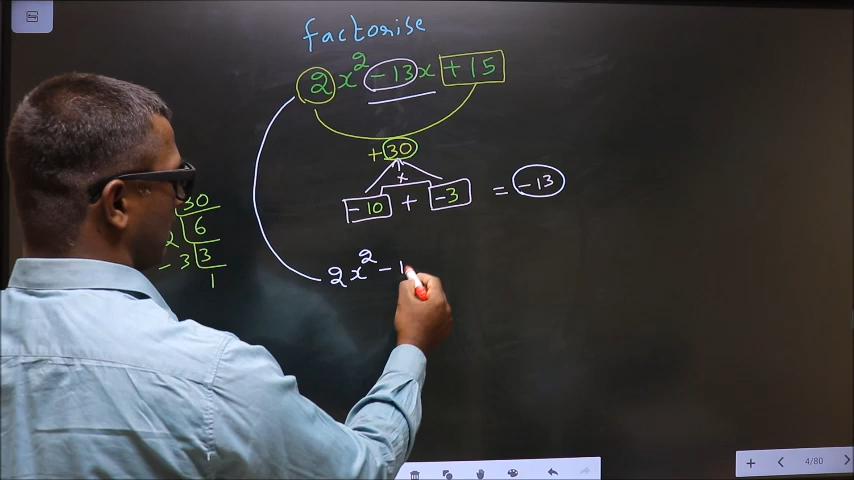 factorise
2x² -13x +15
+30
x
-10 + -3 = -13
30
6
2
- 3 3
1
2x² - 1
4/80